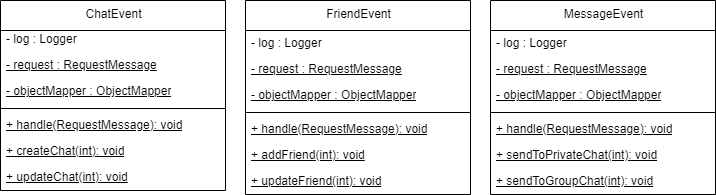 ChatEvent
- log : Logger
- request : RequestMessage
- objectMapper : ObjectMapper
+ handle(RequestMessage): void
+ createChat(int): void
+ updateChat(int): void
FriendEvent
- log : Logger
- request : RequestMessage
- objectMapper : ObjectMapper
+ handle(RequestMessage): void
+ addFriend(int): void
+ updateFriend(int): void
MessageEvent
- log : Logger
- request : RequestMessage
- objectMapper : ObjectMapper
+ handle(RequestMessage): void
+ sendToPrivateChat(int): void
+ sendToGroupChat(int): void